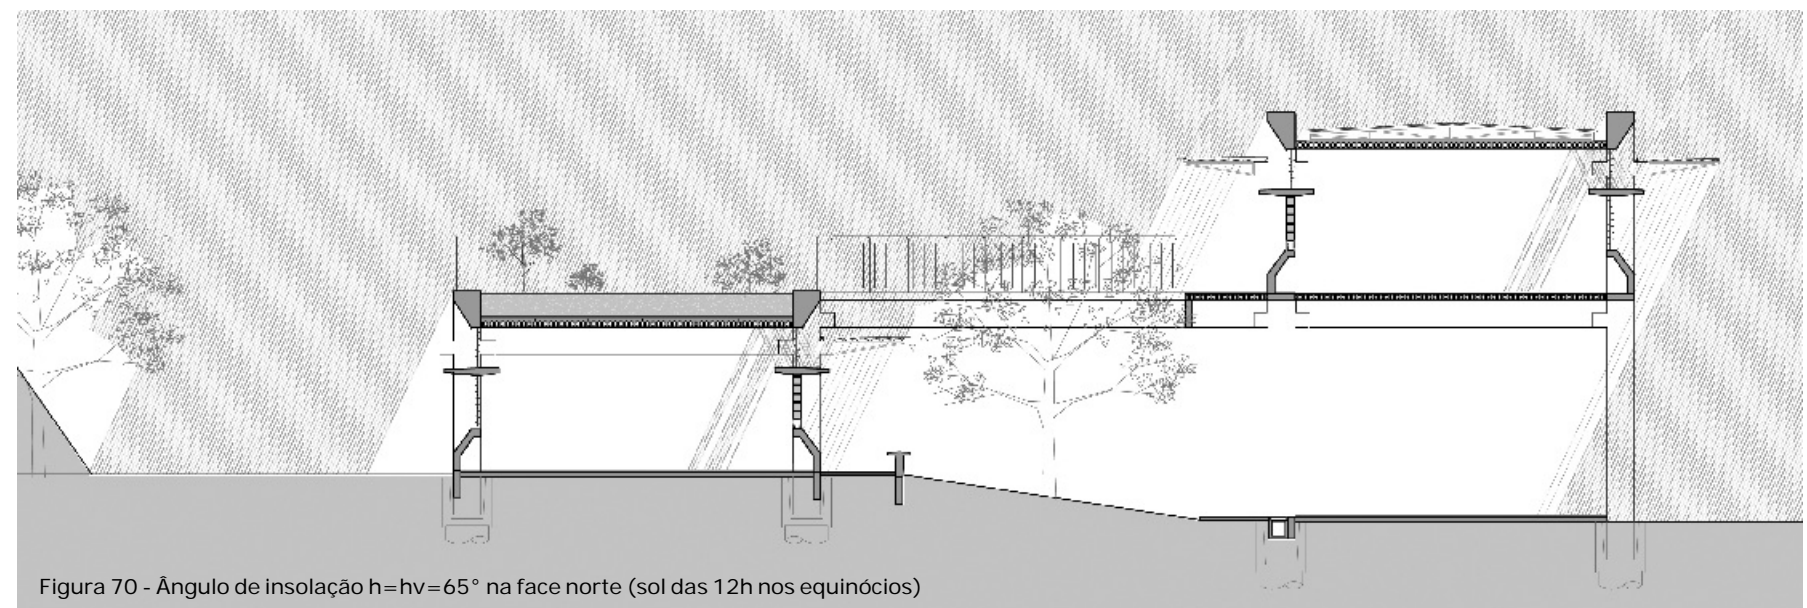 Figura 70 - Ângulo de insolação h=hv=65° na face norte (sol das 12h nos equinócios)